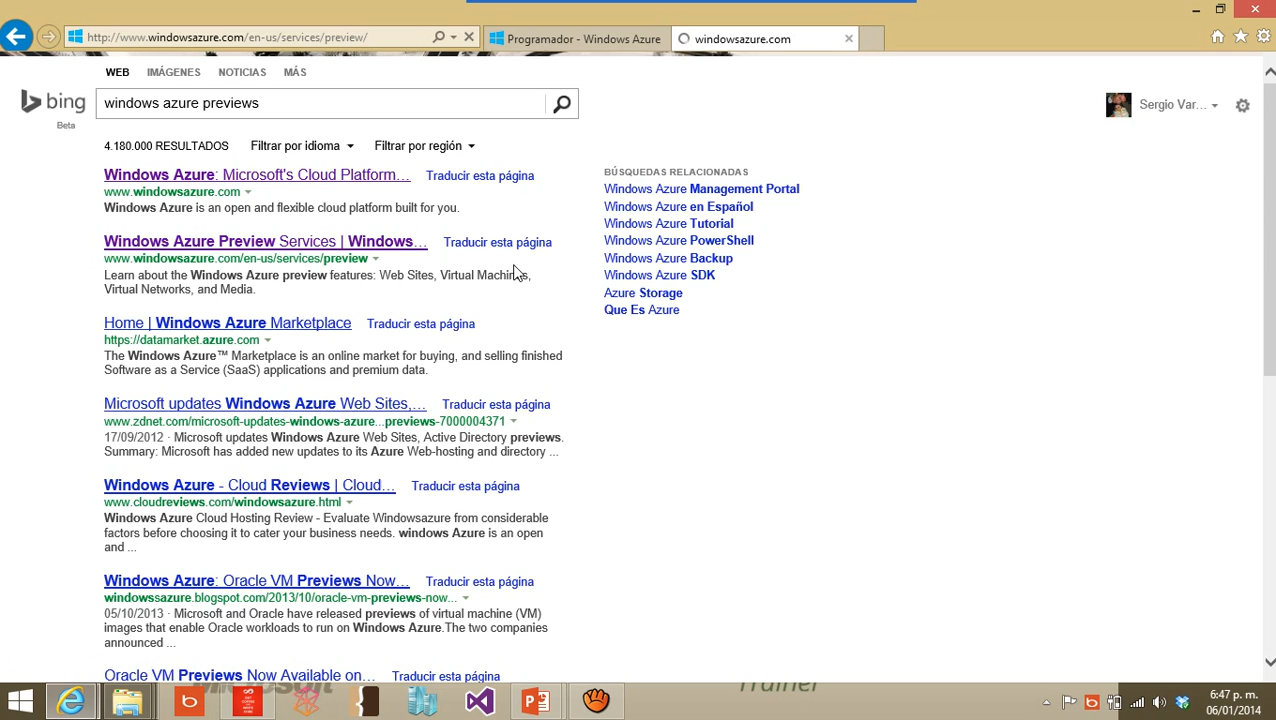 http://www.windowsazure.com/en-us/services/preview/
Programador - Windows Azure
windowsazure.com
WEB IMÁGENES NOTICIAS MÁS
bing
Beta
windows azure previews
Sergio Var...
4.180.000 RESULTADOS Filtrar por idioma Filtrar por región
Windows Azure: Microsoft's Cloud Platform... Traducir esta página
www.windowsazure.com
Windows Azure is an open and flexible cloud platform built for you.
Windows Azure Preview Services | Windows... Traducir esta página
www.windowsazure.com/en-us/services/preview
Learn about the Windows Azure preview features: Web Sites, Virtual Machines,
Virtual Networks, and Media.
Home | Windows Azure Marketplace Traducir esta página
https://datamarket.azure.com
The Windows Azure™ Marketplace is an online market for buying, and selling finished
Software as a Service (SaaS) applications and premium data.
Microsoft updates Windows Azure Web Sites,... Traducir esta página
www.zdnet.com/microsoft-updates-windows-azure...previews-7000004371
17/09/2012 · Microsoft updates Windows Azure Web Sites, Active Directory previews.
Summary: Microsoft has added new updates to its Azure Web-hosting and directory ...
Windows Azure - Cloud Reviews | Cloud... Traducir esta página
www.cloudreviews.com/windowsazure.html
Windows Azure Cloud Hosting Review - Evaluate Windowsazure from considerable
factors before choosing it to cater your business needs. windows Azure is an open
and ...
Windows Azure: Oracle VM Previews Now... Traducir esta página
windowssazure.blogspot.com/2013/10/oracle-vm-previews-now...
05/10/2013 · Microsoft and Oracle have released previews of virtual machine (VM)
images that enable Oracle workloads to run on Windows Azure.The two companies
announced ...
Oracle VM Previews Now Available on... Traducir esta página
BÚSQUEDAS RELACIONADAS
Windows Azure Management Portal
Windows Azure en Español
Windows Azure Tutorial
Windows Azure PowerShell
Windows Azure Backup
Windows Azure SDK
Azure Storage
Que Es Azure
Microsoft
Trainer
6:47 p. m.
06/01/2014